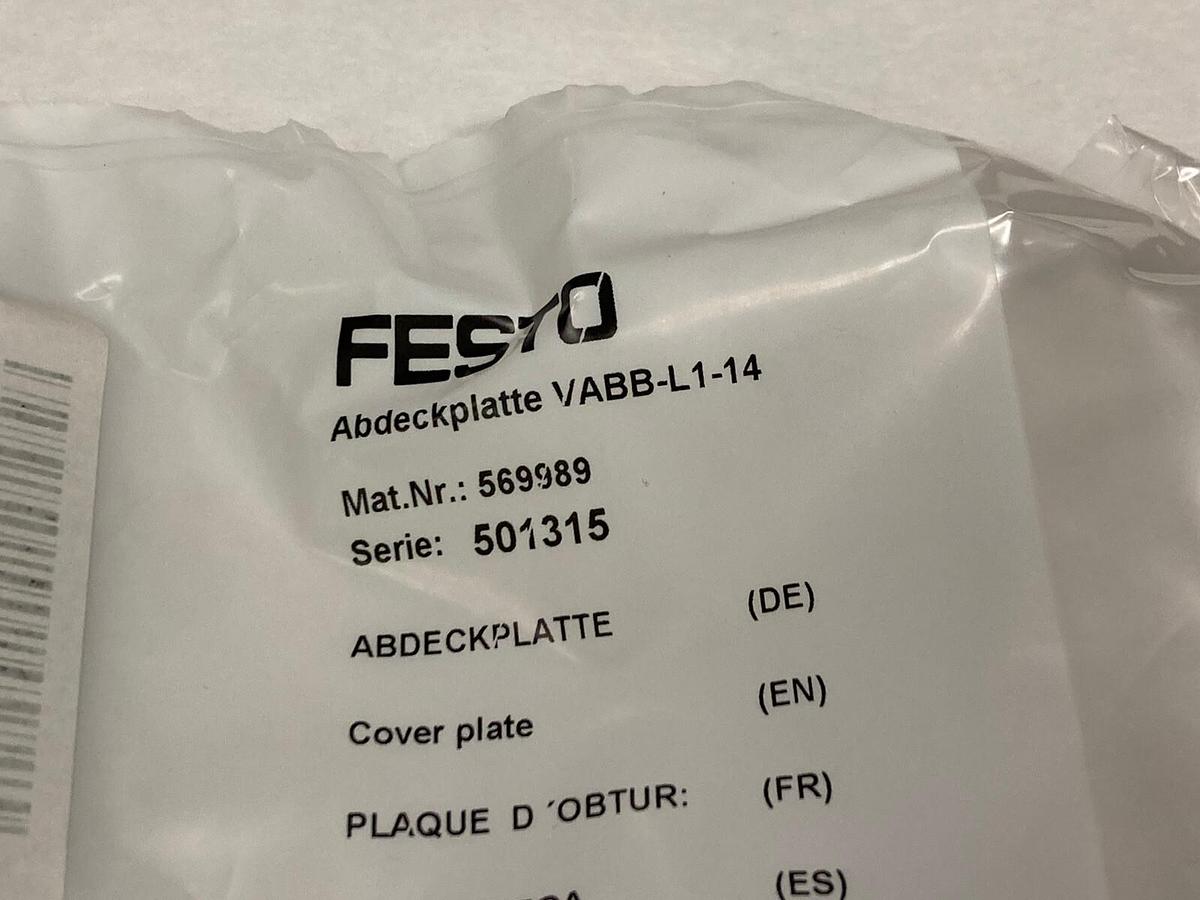 FESTO
Abdeckplatte VABB-L1-14
Mat.Nr.: 569989
Serie: 501315
ABDECKPLATTE (DE)
Cover plate (EN)
PLAQUE D ´OBTUR: (FR)
(ES)